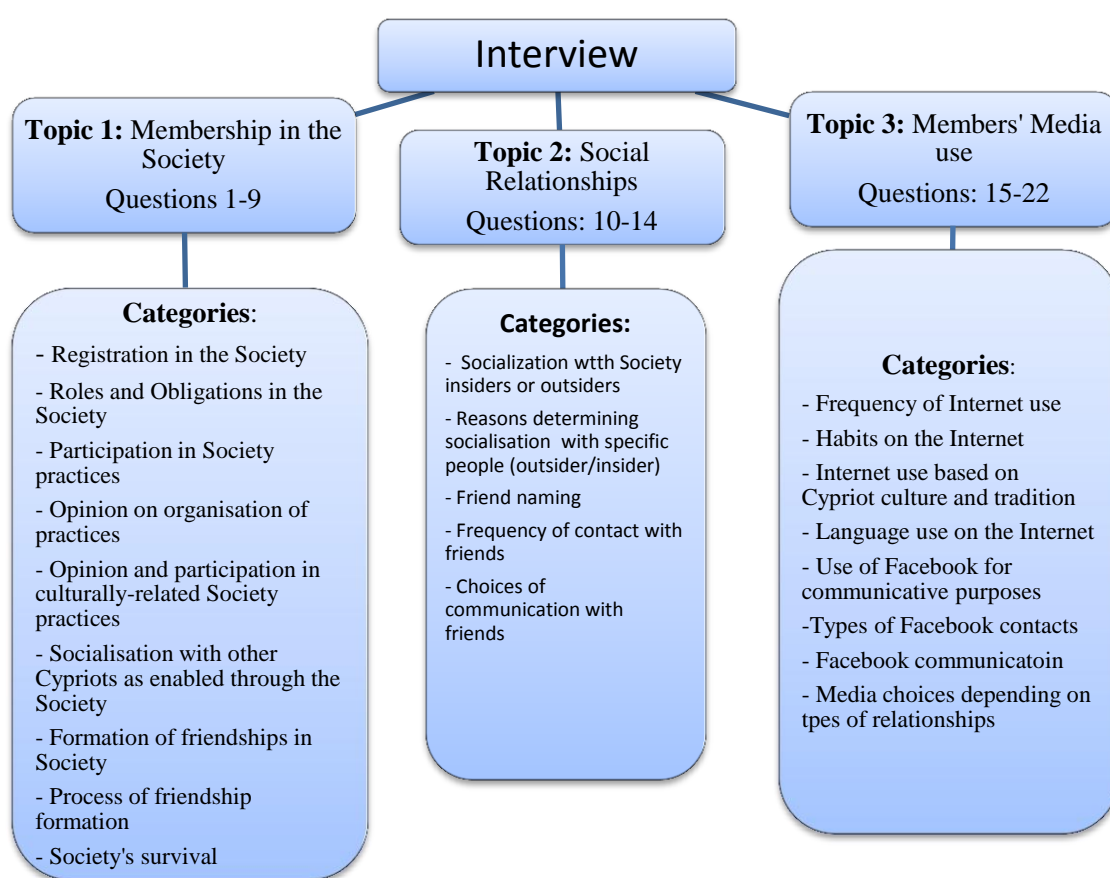 Interview
Topic 1: Membership in the
Society
Questions 1-9
Topic 2: Social
Relationships
Questions: 10-14
Topic 3: Members' Media
use
Questions: 15-22
Categories:
- Registration in the Society
- Roles and Obligations in the
Society
- Participation in Society
practices
- Opinion on organisation of
practices
- Opinion and participation in
culturally-related Society
practices
- Socialisation with other
Cypriots as enabled through the
Society
- Formation of friendships in
Society
- Process of friendship
formation
- Society's survival
Categories:
- Socialization wtth Society
insiders or outsiders
- Reasons determining
socialisation with specific
people (outsider/insider)
- Friend naming
- Frequency of contact with
friends
- Choices of
communication with
friends
Categories:
- Frequency of Internet use
- Habits on the Internet
- Internet use based on
Cypriot culture and tradition
- Language use on the Internet
- Use of Facebook for
communicative purposes
-Types of Facebook contacts
- Facebook communicatoin
- Media choices depending on
tpes of relationships